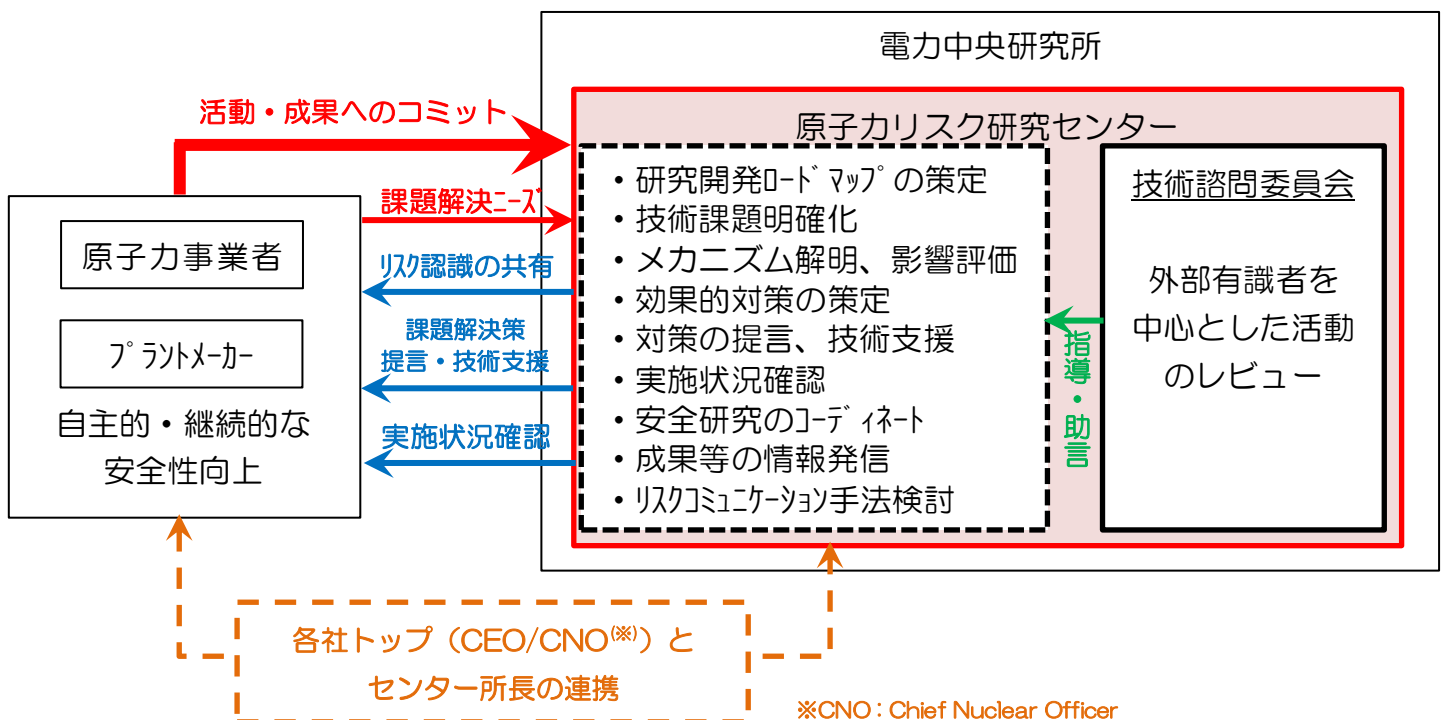 電力中央研究所
活動・成果へのコミット
原子力リスク研究センター
課題解決ニーズ
原子力事業者
リスク認識の共有
プラントメーカー
課題解決策
提言・技術支援
自主的・継続的な
安全性向上
実施状況確認
・研究開発ロードマップの策定
・技術課題明確化
・メカニズム解明、影響評価
・効果的対策の策定
・対策の提言、技術支援
・実施状況確認
・安全研究のコーディネート
・成果等の情報発信
・リスクコミュニケーション手法検討
指導・助言
技術諮問委員会
外部有識者を
中心とした活動
のレビュー
各社トップ（CEO/CNO(※)）と
センター所長の連携
※CNO：Chief Nuclear Officer